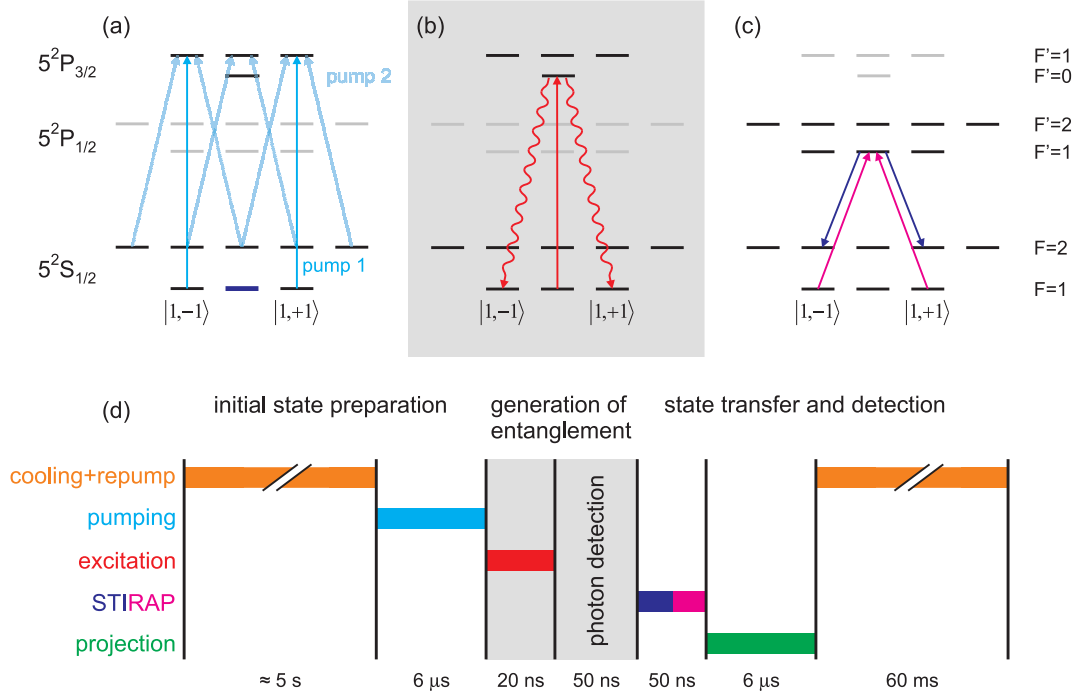 (a)
5²P₃/₂
pump 2
5²P₁/₂
pump 1
5²S₁/₂
|1,-1⟩ |1,+1⟩
(b)
|1,-1⟩ |1,+1⟩
(c)
F'=1
F'=0
F'=2
F'=1
F=2
F=1
|1,-1⟩ |1,+1⟩
(d)
initial state preparation
generation of
entanglement
state transfer and detection
cooling+repump
pumping
excitation
STIRAP
projection
photon detection
≈ 5 s 6 µs 20 ns 50 ns 50 ns 6 µs 60 ms